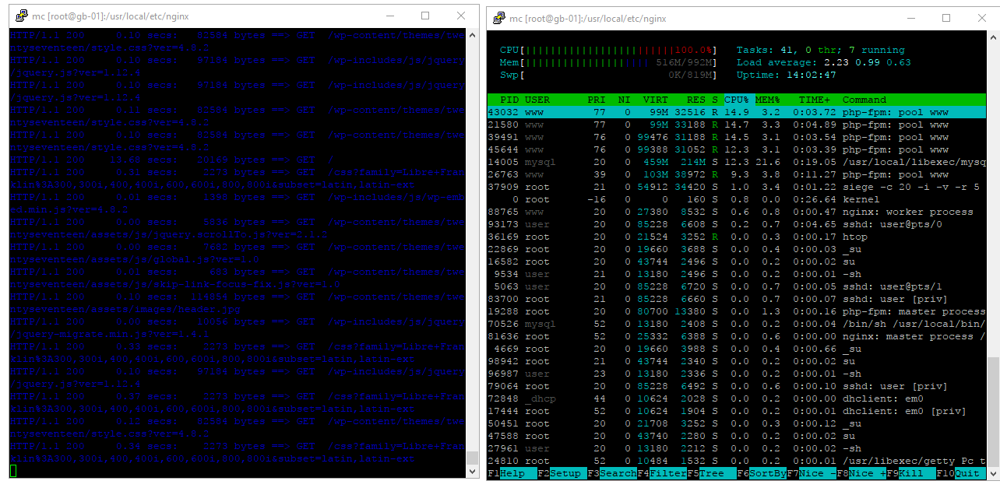 mc [root@gb-01]:/usr/local/etc/nginx
HTTP/1.1 200     0.10 secs:   82584 bytes ==> GET  /wp-content/themes/twe
ntyseventeen/style.css?ver=4.8.2
HTTP/1.1 200     0.10 secs:   97184 bytes ==> GET  /wp-includes/js/jquery
/jquery.js?ver=1.12.4
HTTP/1.1 200     0.10 secs:   97184 bytes ==> GET  /wp-includes/js/jquery
/jquery.js?ver=1.12.4
HTTP/1.1 200     0.11 secs:   82584 bytes ==> GET  /wp-content/themes/twe
ntyseventeen/style.css?ver=4.8.2
HTTP/1.1 200     0.10 secs:   82584 bytes ==> GET  /wp-content/themes/twe
ntyseventeen/style.css?ver=4.8.2
HTTP/1.1 200    13.68 secs:   20169 bytes ==> GET  /
HTTP/1.1 200     0.31 secs:    2273 bytes ==> GET  /css?family=Libre+Fran
klin%3A300,300i,400,400i,600,600i,800,800i&subset=latin,latin-ext
HTTP/1.1 200     0.01 secs:    1398 bytes ==> GET  /wp-includes/js/wp-emb
ed.min.js?ver=4.8.2
HTTP/1.1 200     0.00 secs:    5836 bytes ==> GET  /wp-content/themes/twe
ntyseventeen/assets/js/jquery.scrollTo.js?ver=2.1.2
HTTP/1.1 200     0.00 secs:    7682 bytes ==> GET  /wp-content/themes/twe
ntyseventeen/assets/js/global.js?ver=1.0
HTTP/1.1 200     0.01 secs:     683 bytes ==> GET  /wp-content/themes/twe
ntyseventeen/assets/js/skip-link-focus-fix.js?ver=1.0
HTTP/1.1 200     0.10 secs:  114854 bytes ==> GET  /wp-content/themes/twe
ntyseventeen/assets/images/header.jpg
HTTP/1.1 200     0.00 secs:   10056 bytes ==> GET  /wp-includes/js/jquery
/jquery-migrate.min.js?ver=1.4.1
HTTP/1.1 200     0.33 secs:    2273 bytes ==> GET  /css?family=Libre+Fran
klin%3A300,300i,400,400i,600,600i,800,800i&subset=latin,latin-ext
HTTP/1.1 200     0.10 secs:   97184 bytes ==> GET  /wp-includes/js/jquery
/jquery.js?ver=1.12.4
HTTP/1.1 200     0.37 secs:    2273 bytes ==> GET  /css?family=Libre+Fran
klin%3A300,300i,400,400i,600,600i,800,800i&subset=latin,latin-ext
HTTP/1.1 200     0.12 secs:   82584 bytes ==> GET  /wp-content/themes/twe
ntyseventeen/style.css?ver=4.8.2
HTTP/1.1 200     0.34 secs:    2273 bytes ==> GET  /css?family=Libre+Fran
klin%3A300,300i,400,400i,600,600i,800,800i&subset=latin,latin-ext
mc [root@gb-01]:/usr/local/etc/nginx
CPU[||||||||||||||||||||||||100.0%]   Tasks: 41, 0 thr; 7 running
Mem[|||||||||||||||||||| 516M/992M]   Load average: 2.23 0.99 0.63
Swp[                       0K/819M]   Uptime: 14:02:47
PID USER      PRI  NI  VIRT   RES S CPU% MEM%   TIME+  Command
43032 www        77   0   99M 32516 R 14.9  3.2  0:03.72 php-fpm: pool www
21580 www        77   0   99M 33188 R 14.7  3.3  0:04.89 php-fpm: pool www
39491 www        76   0 99476 31188 R 14.5  3.1  0:03.54 php-fpm: pool www
45644 www        76   0 99388 31052 R 12.3  3.1  0:03.39 php-fpm: pool www
14005 mysql      20   0  459M  214M S 12.3 21.6  0:19.05 /usr/local/libexec/mysq
26763 www        39   0  103M 38972 R  9.3  3.8  0:11.27 php-fpm: pool www
37909 root       21   0 54912 34420 S  1.0  3.4  0:01.22 siege -c 20 -i -v -r 5
0 root      -16   0     0   160 S  0.8  0.0  0:26.64 kernel
88765 www        20   0 27380  8532 S  0.6  0.8  0:00.47 nginx: worker process
93173 user       20   0 85228  6608 S  0.2  0.7  0:04.65 sshd: user@pts/0
36169 root       20   0 21524  3252 R  0.0  0.3  0:00.17 htop
22869 root       20   0 19660  3688 S  0.0  0.4  0:00.03 _su
16582 root       20   0 43744  2496 S  0.0  0.2  0:00.02 su
9534 user       21   0 13180  2496 S  0.0  0.2  0:00.01 -sh
5063 user       20   0 85228  6720 S  0.0  0.7  0:00.05 sshd: user@pts/1
83700 root       21   0 85228  6660 S  0.0  0.7  0:00.07 sshd: user [priv]
19288 root       20   0 80700 13380 S  0.0  1.3  0:00.16 php-fpm: master process
70526 mysql      52   0 13180  2408 S  0.0  0.2  0:00.04 /bin/sh /usr/local/bin/
81636 root       52   0 25332  6388 S  0.0  0.6  0:00.00 nginx: master process /
4669 root       20   0 19660  3988 S  0.0  0.4  0:00.66 _su
98942 root       21   0 43744  2340 S  0.0  0.2  0:00.02 su
96987 user       23   0 13180  2336 S  0.0  0.2  0:00.01 -sh
79064 root       20   0 85228  6492 S  0.0  0.6  0:00.10 sshd: user [priv]
72848 _dhcp      44   0 10624  2028 S  0.0  0.2  0:00.00 dhclient: em0
17444 root       52   0 10624  1904 S  0.0  0.2  0:00.01 dhclient: em0 [priv]
50451 root       20   0 21708  3252 S  0.0  0.3  0:00.12 _su
47588 root       20   0 43740  2280 S  0.0  0.2  0:00.02 su
27961 user       20   0 13180  2212 S  0.0  0.2  0:00.02 -sh
24810 root       52   0 10484  1532 S  0.0  0.2  0:00.01 /usr/libexec/getty Pc t
F1Help  F2Setup F3SearchF4FilterF5Tree  F6SortByF7Nice -F8Nice +F9Kill  F10Quit